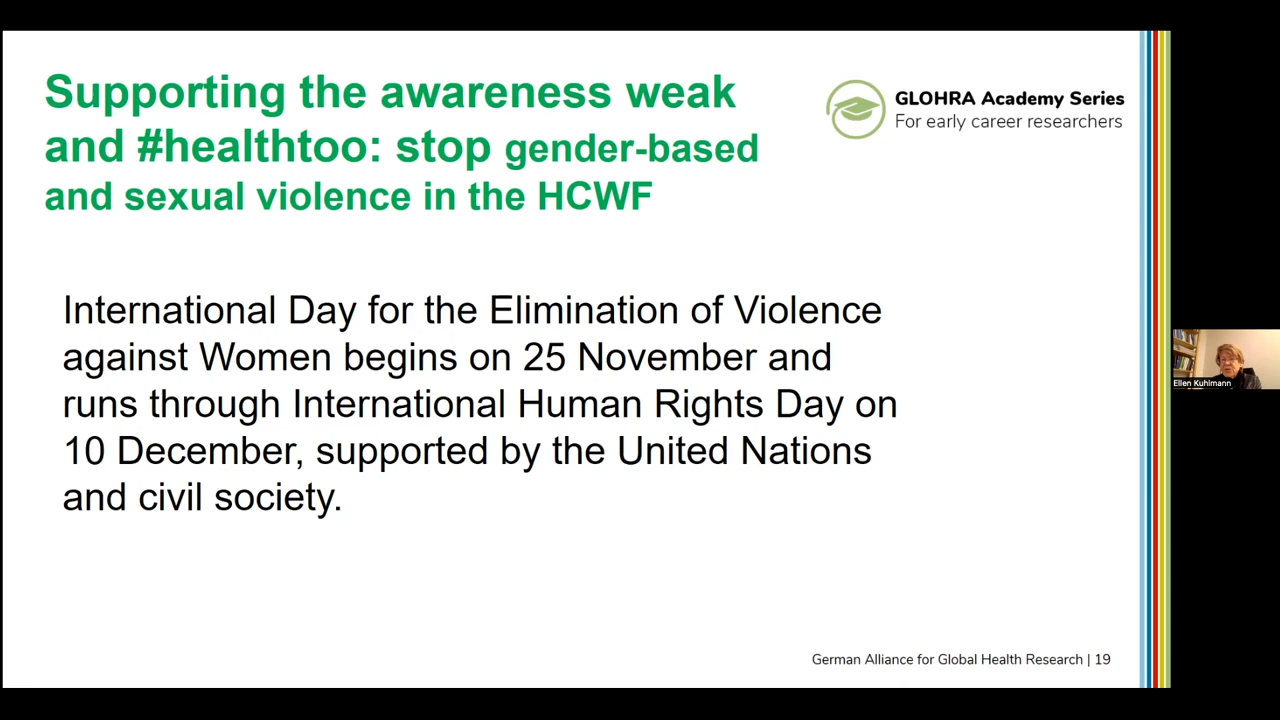 Supporting the awareness weak
and #healthtoo: stop gender-based
and sexual violence in the HCWF
GLOHRA Academy Series
For early career researchers
International Day for the Elimination of Violence
against Women begins on 25 November and
runs through International Human Rights Day on
10 December, supported by the United Nations
and civil society.
Ellen Kuhlmann
German Alliance for Global Health Research | 19